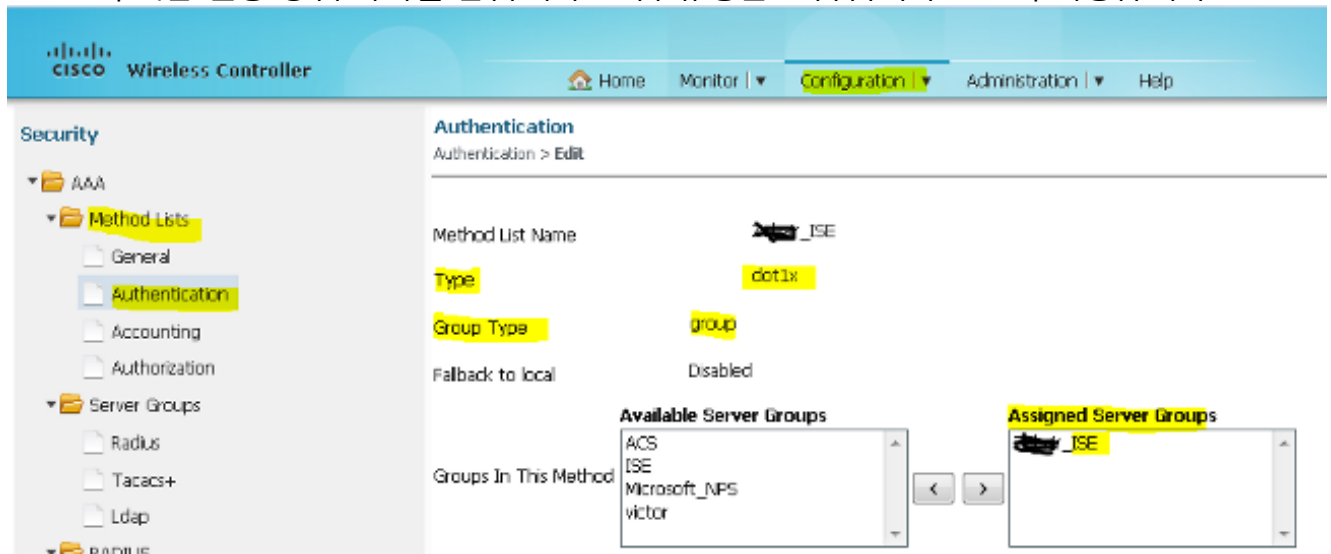 CISCO Wireless Controller
Home Monitor Configuration Administration Help
Security
AAA
Method Lists
General
Authentication
Accounting
Authorization
Server Groups
Radius
Tacacs+
Ldap
RADIUS
Authentication
Authentication > Edit
Method List Name _ISE
Type dot1x
Group Type group
Fallback to local Disabled
Groups In This Method
Available Server Groups
ACS
ISE
Microsoft_NPS
victor
Assigned Server Groups
_ISE